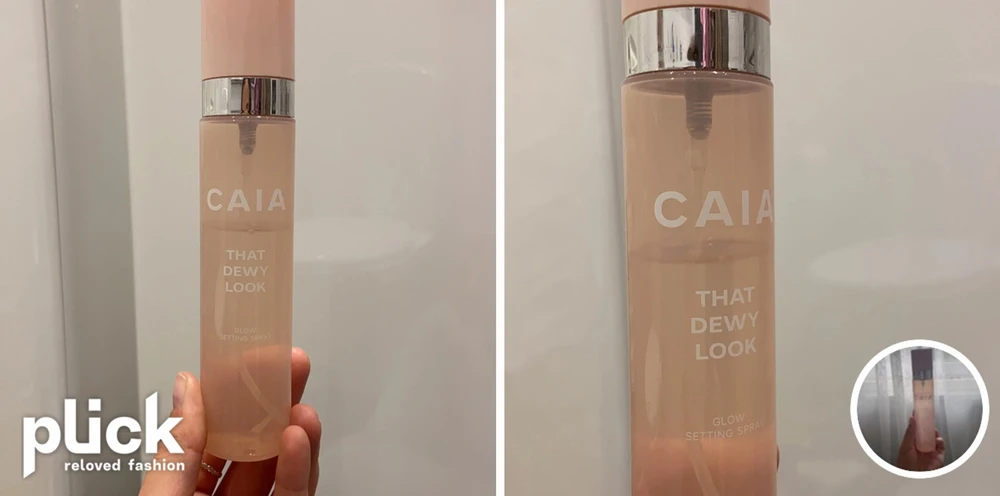 CAIA
THAT
DEWY
LOOK
GLOW
SETTING SPRAY
plick
reloved fashion
CAIA
THAT
DEWY
LOOK
GLOW
SETTING SPRAY